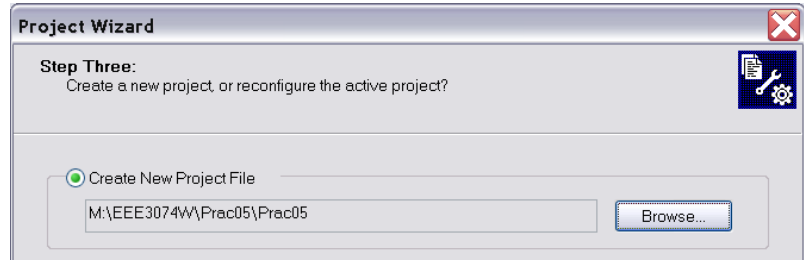 Project Wizard
Step Three:
Create a new project, or reconfigure the active project?
Create New Project File
M:\EEE3074W\Prac05\Prac05
Browse...